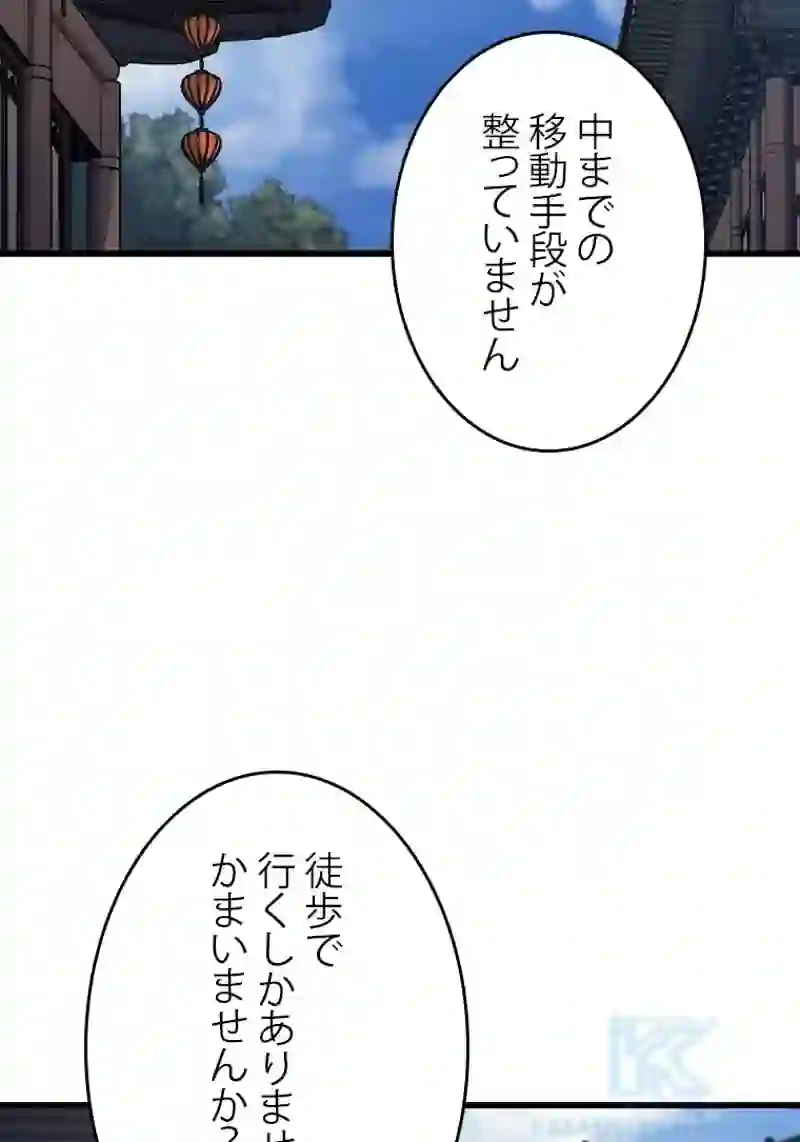 中までの
移動手段が
整っていません
徒歩で
行くしかありませ
かまいませんか?